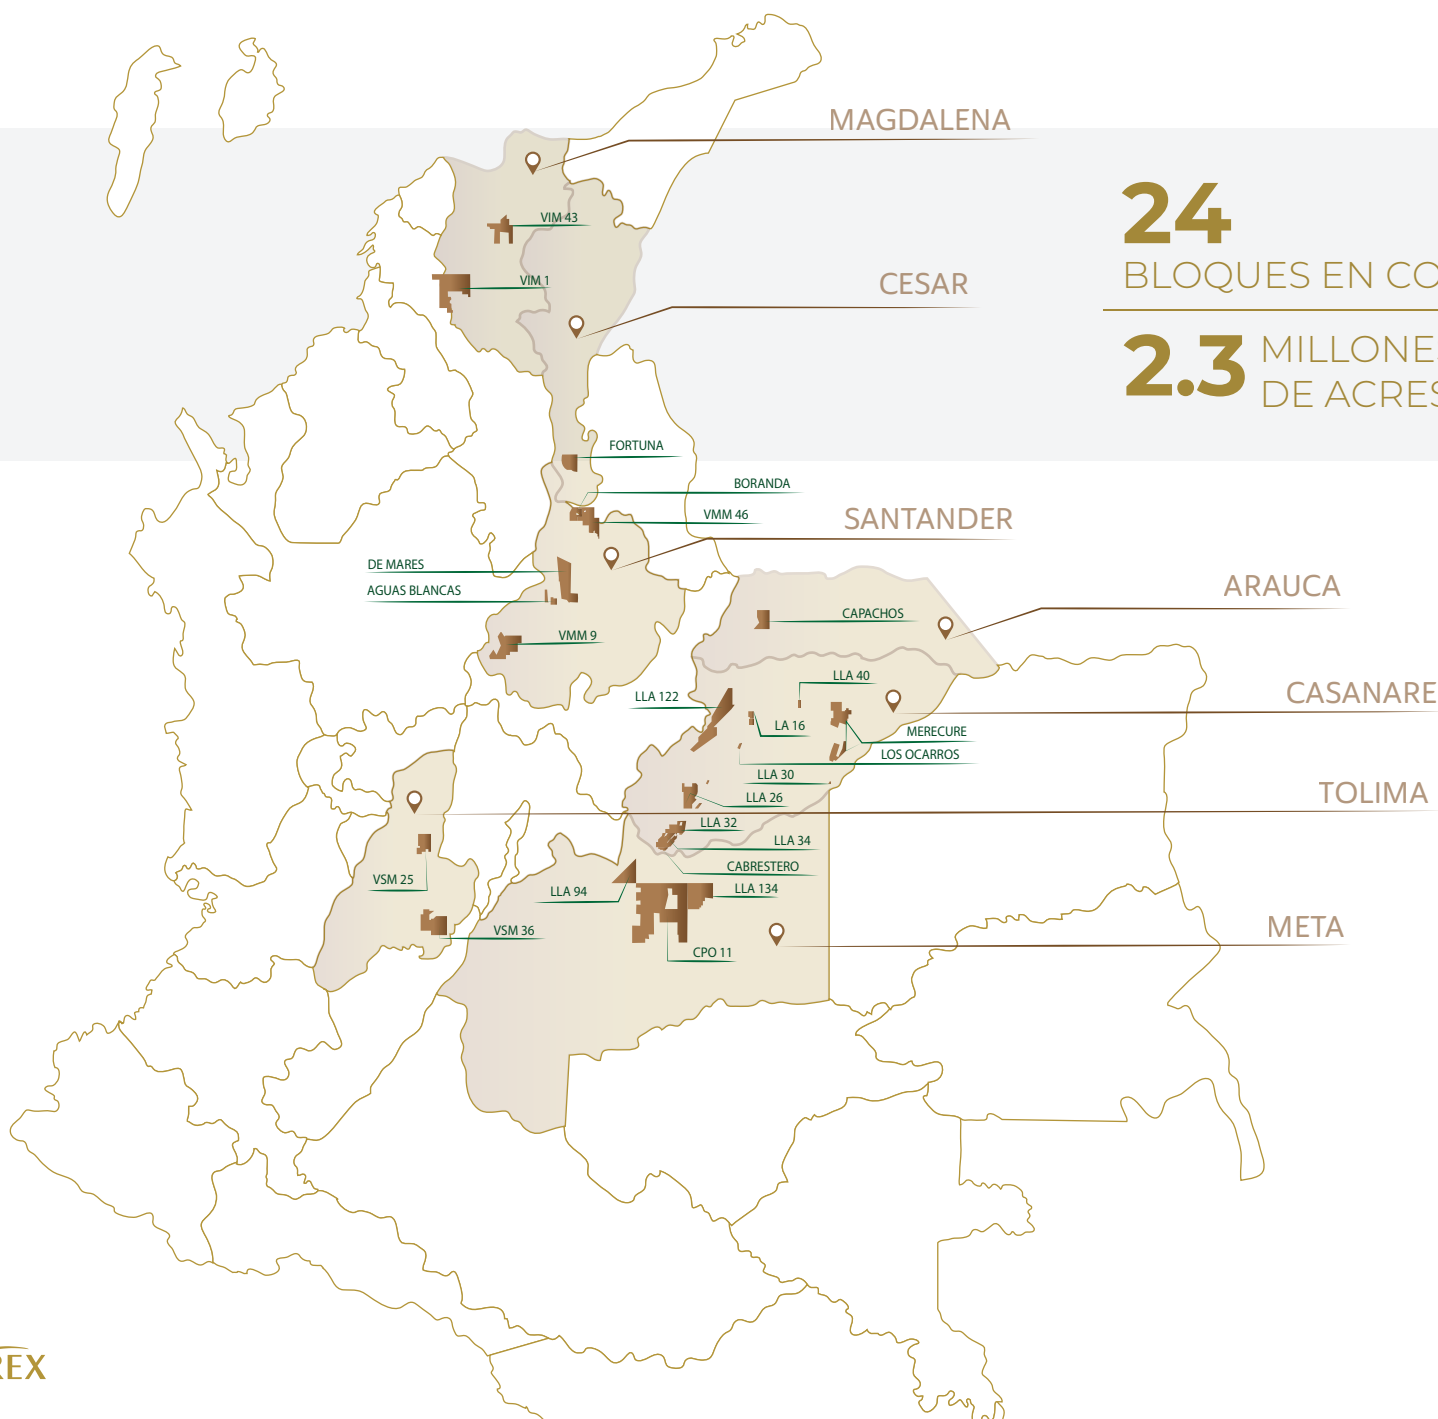 MAGDALENA
24
BLOQUES EN CO
VIM 43
VIM 1
CESAR
2.3 MILLONE
DE ACRES
FORTUNA
BORANDA
VMM 46
SANTANDER
DE MARES
AGUAS BLANCAS
ARAUCA
CAPACHOS
VMM 9
LLA 40
LLA 122
CASANARE
LA 16
MERECURE
LOS OCARROS
LLA 30
TOLIMA
LLA 26
LLA 32
LLA 34
CABRESTERO
VSM 25
LLA 94
LLA 134
META
VSM 36
CPO 11
REX